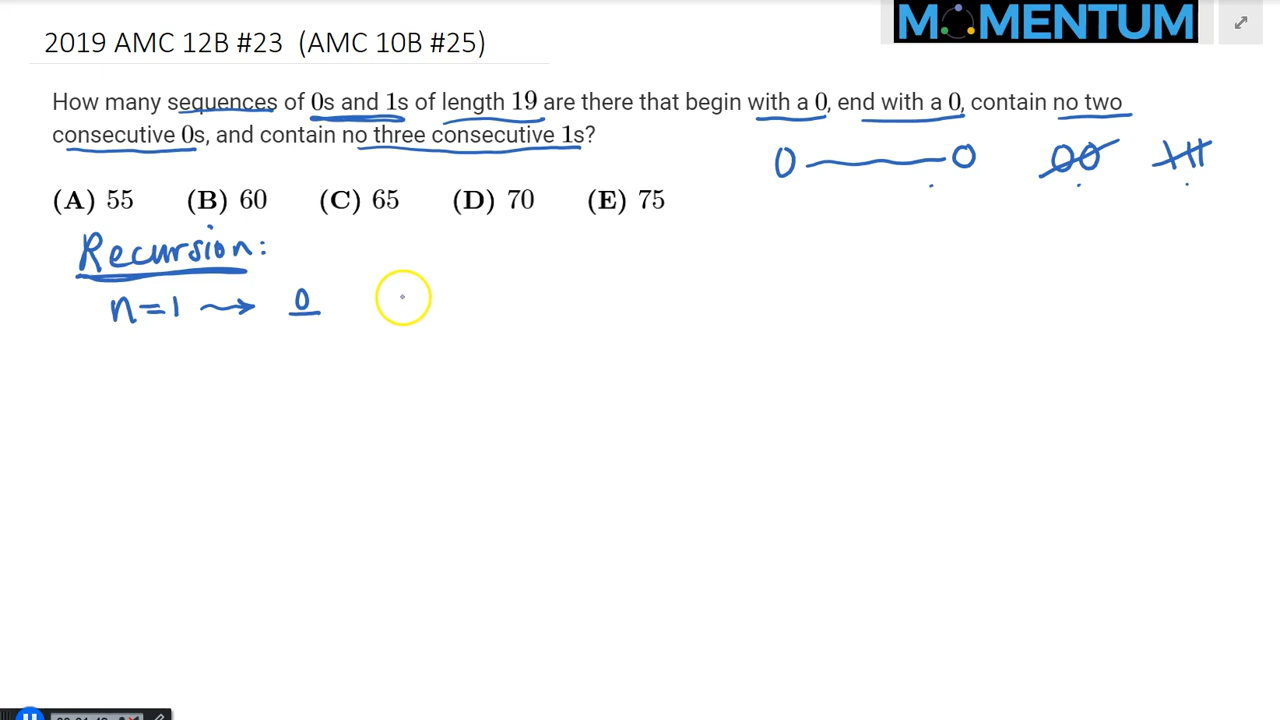 MOMENTUM
2019 AMC 12B #23 (AMC 10B #25)
How many sequences of 0s and 1s of length 19 are there that begin with a 0, end with a 0, contain no two
consecutive 0s, and contain no three consecutive 1s?
0 0 00 111
(A) 55 (B) 60 (C) 65 (D) 70 (E) 75
Recursion:
n=1 → 0